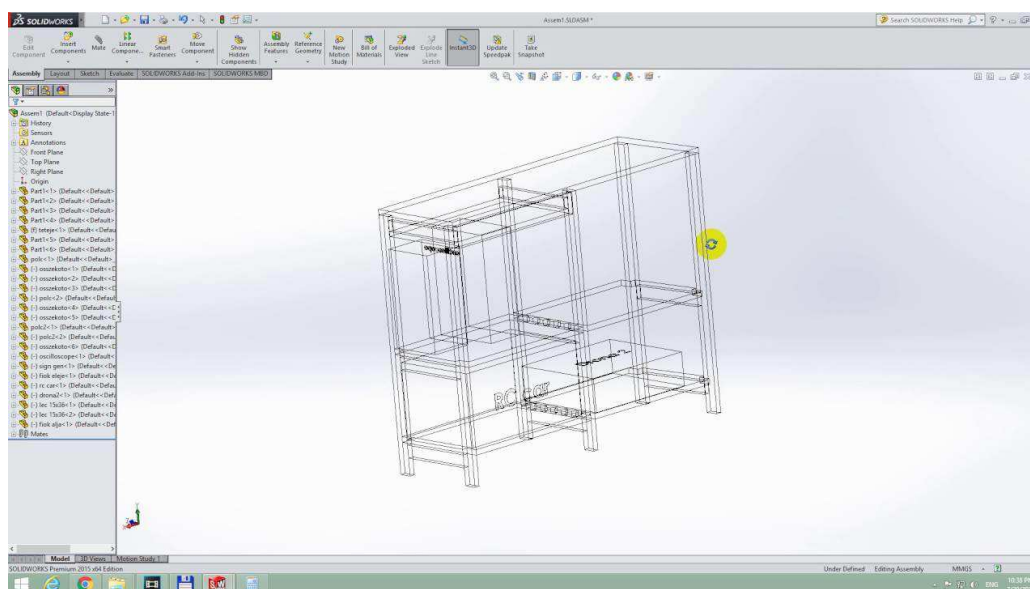 SOLIDWORKS
Assem1.SLDASM *
Search SOLIDWORKS Help
Edit Component
Insert Components
Mate
Linear Compone...
Smart Fasteners
Move Component
Show Hidden Components
Assembly Features
Reference Geometry
New Motion Study
Bill of Materials
Exploded View
Explode Line Sketch
Instant3D
Update Speedpak
Take Snapshot
Assembly
Layout
Sketch
Evaluate
SOLIDWORKS Add-Ins
SOLIDWORKS MBD
Assem1 (Default<Display State-1
History
Sensors
Annotations
Front Plane
Top Plane
Right Plane
Origin
Part1<1> (Default<<Default>
Part1<2> (Default<<Default>
Part1<3> (Default<<Default>
Part1<4> (Default<<Default>
(f) teteje<1> (Default<<Defau
Part1<5> (Default<<Default>
Part1<6> (Default<<Default>
polc<1> (Default<<Default>
(-) osszekoto<1> (Default<<D
(-) osszekoto<2> (Default<<D
(-) osszekoto<3> (Default<<D
(-) polc<2> (Default<<Default
(-) osszekoto<4> (Default<<D
(-) osszekoto<5> (Default<<D
polc2<1> (Default<<Default>
(-) polc2<2> (Default<<Defau
(-) osszekoto<6> (Default<<D
(-) oscilloscope<1> (Default<
(-) sign gen<1> (Default<<De
(-) fiok eleje<1> (Default<<D
(-) rc car<1> (Default<<Defau
(-) drona2<1> (Default<<Defa
(-) lec 15x36<1> (Default<<D
(-) lec 15x36<2> (Default<<D
(-) fiok alja<1> (Default<<Def
Mates
Model
3D Views
Motion Study 1
SOLIDWORKS Premium 2015 x64 Edition
Under Defined
Editing Assembly
MMGS
ENG
10:38 PM